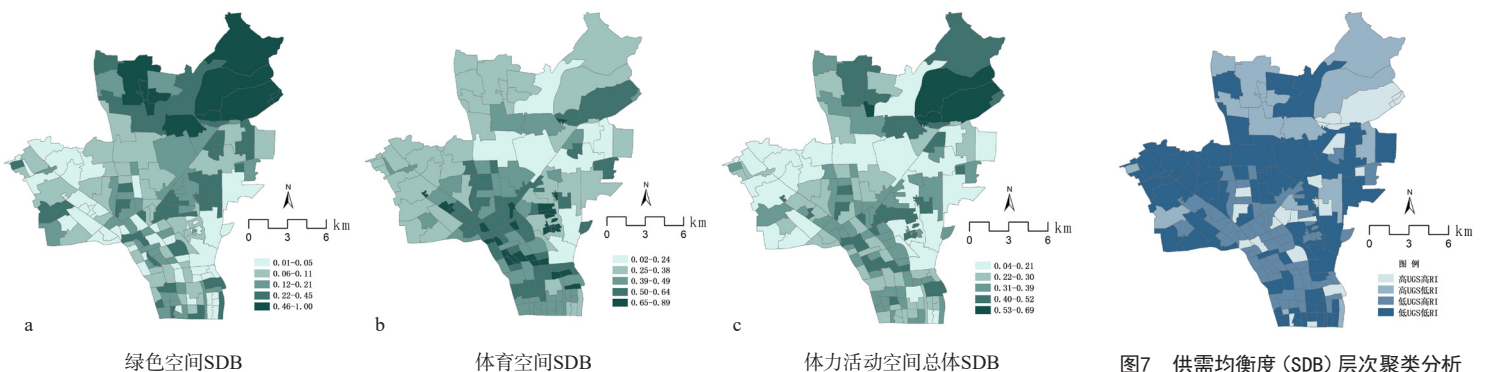 N
0 3 6 km
0.01-0.05
0.06-0.11
0.12-0.21
0.22-0.45
0.46-1.00
a
绿色空间SDB
N
0 3 6 km
0.02-0.24
0.25-0.38
0.39-0.49
0.50-0.64
0.65-0.89
b
体育空间SDB
N
0 3 6 km
0.04-0.21
0.22-0.30
0.31-0.39
0.40-0.52
0.53-0.69
c
体力活动空间总体SDB
N
0 3 6 km
图 例
高UGS高RI
高UGS低RI
低UGS高RI
低UGS低RI
图7 供需均衡度(SDB)层次聚类分析